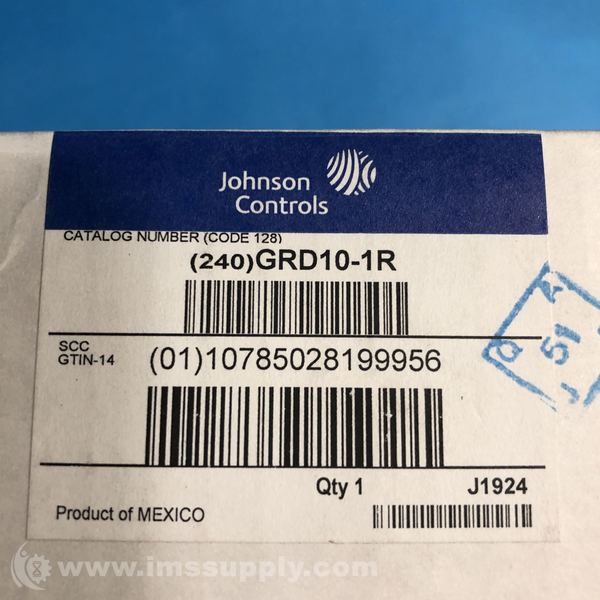 Johnson
Controls
CATALOG NUMBER (CODE 128)
(240)GRD10-1R
SCC
GTIN-14
(01)10785028199956
Q A
51
J
Qty 1
J1924
Product of MEXICO
www.imssupply.com